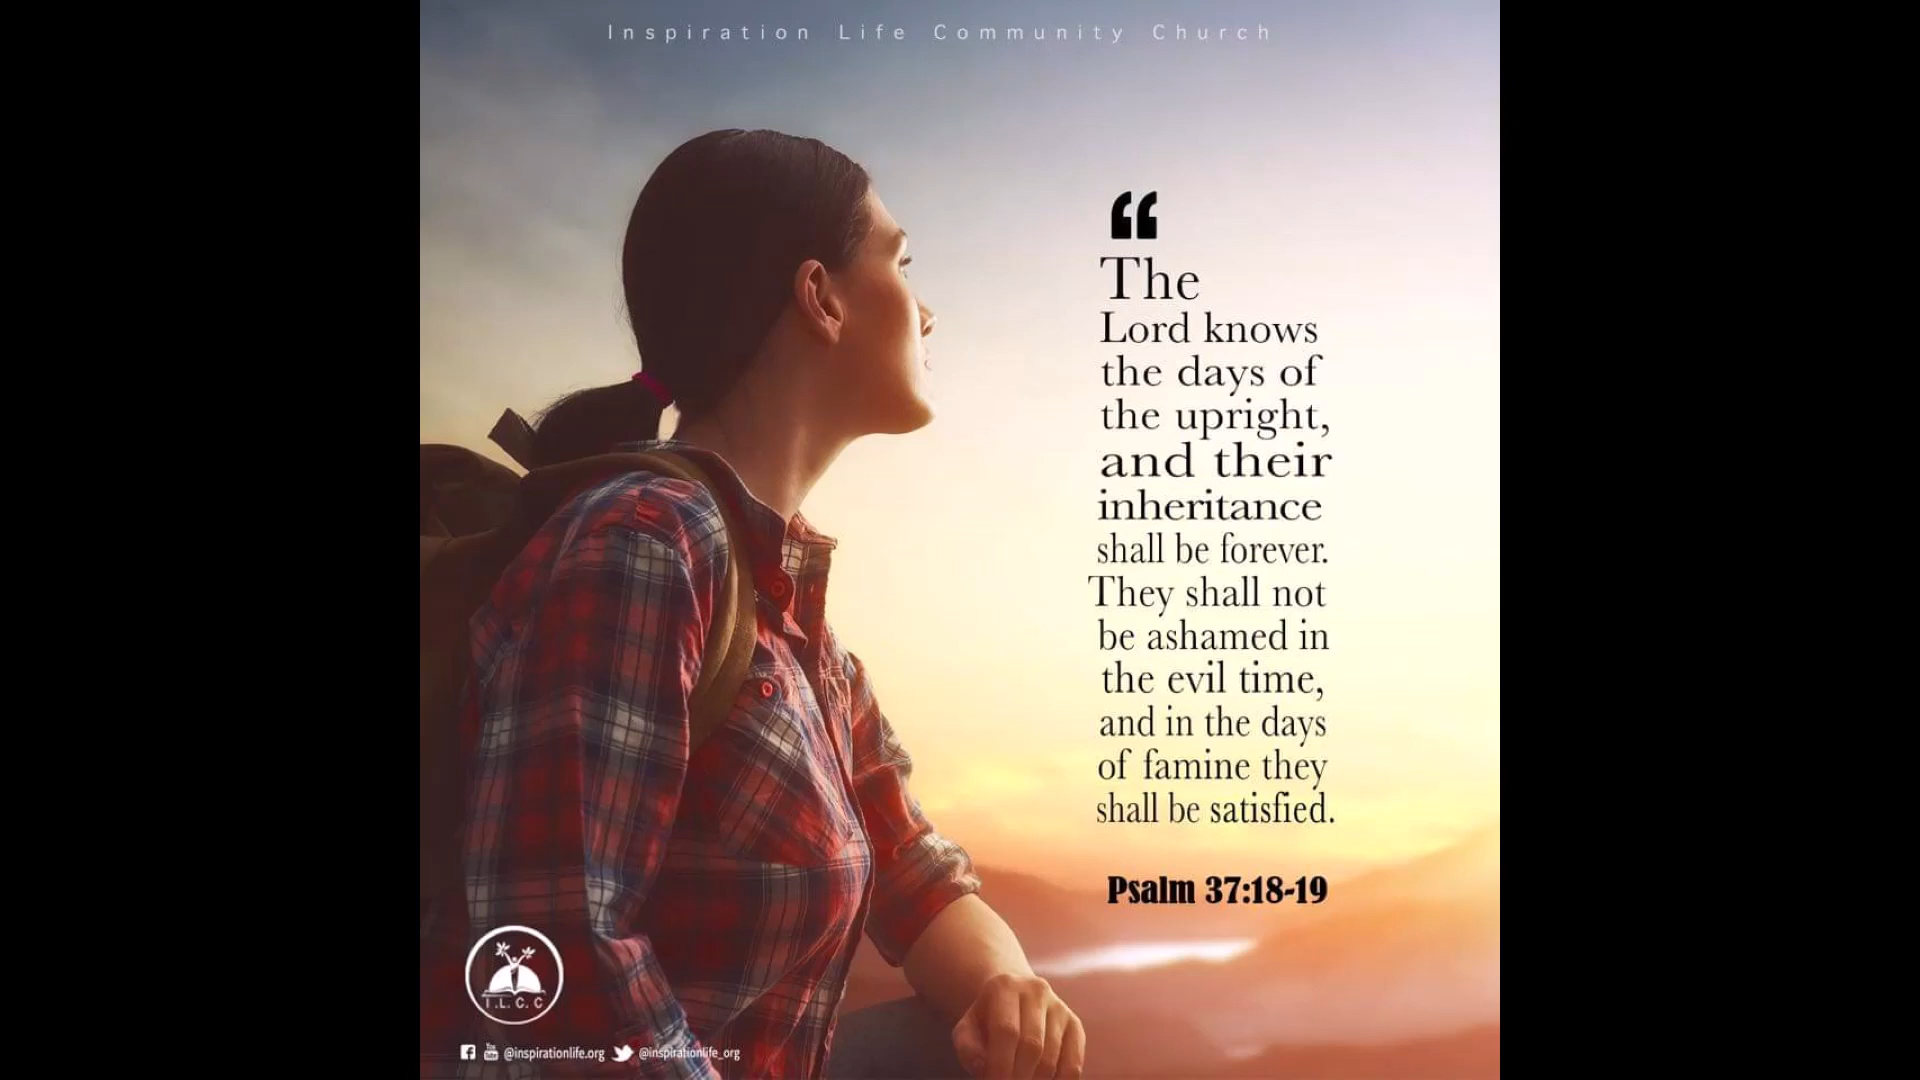 Inspiration Life Community Church
“
The
Lord knows
the days of
the upright,
and their
inheritance
shall be forever.
They shall not
be ashamed in
the evil time,
and in the days
of famine they
shall be satisfied.
Psalm 37:18-19
I.L.C.C
You Tube @inspirationlife.org @inspirationlife_org